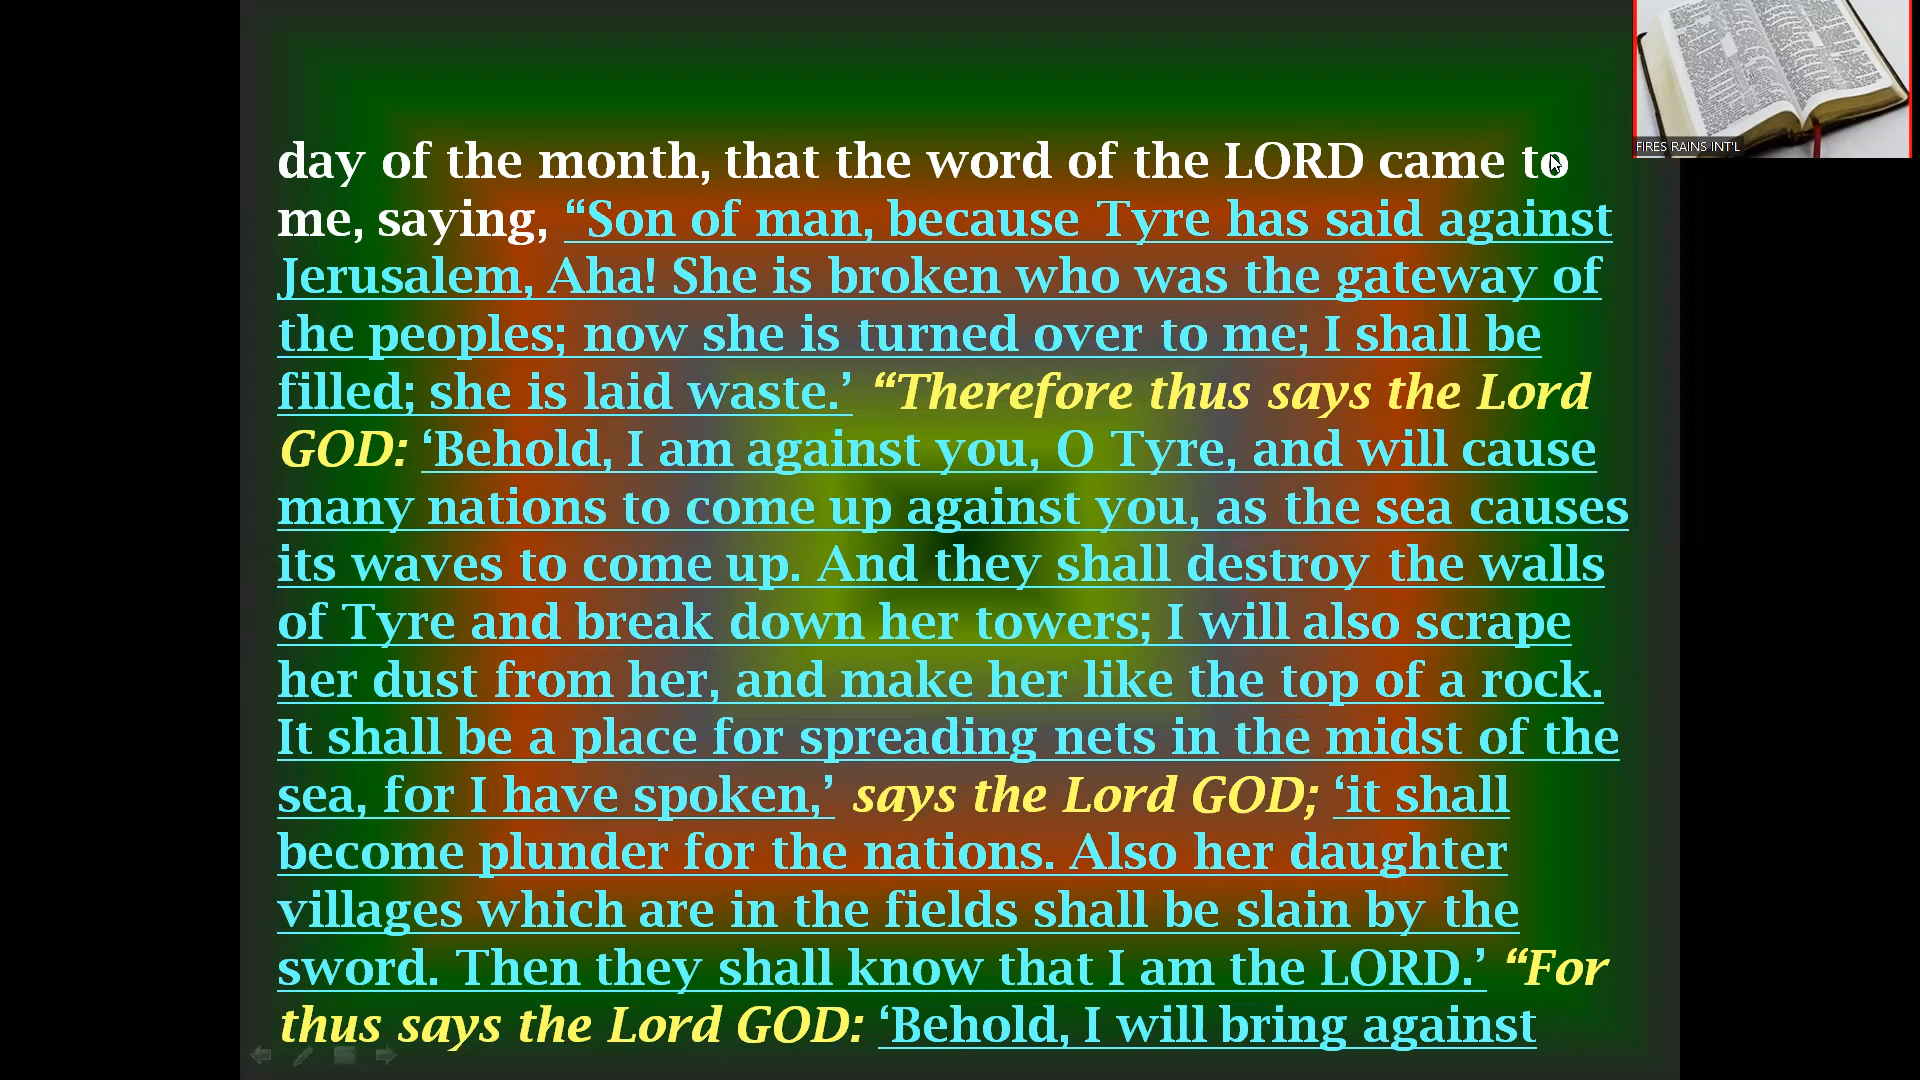 day of the month, that the word of the LORD came to
me, saying, “Son of man, because Tyre has said against
Jerusalem, Aha! She is broken who was the gateway of
the peoples; now she is turned over to me; I shall be
filled; she is laid waste.’ “Therefore thus says the Lord
GOD: ‘Behold, I am against you, O Tyre, and will cause
many nations to come up against you, as the sea causes
its waves to come up. And they shall destroy the walls
of Tyre and break down her towers; I will also scrape
her dust from her, and make her like the top of a rock.
It shall be a place for spreading nets in the midst of the
sea, for I have spoken,’ says the Lord GOD; ‘it shall
become plunder for the nations. Also her daughter
villages which are in the fields shall be slain by the
sword. Then they shall know that I am the LORD.’ “For
thus says the Lord GOD: ‘Behold, I will bring against
FIRES RAINS INT'L